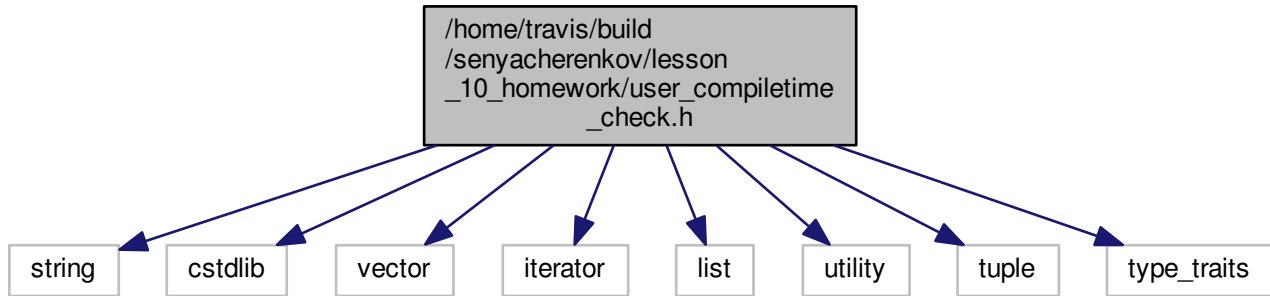 /home/travis/build
/senyacherenkov/lesson
_10_homework/user_compiletime
_check.h
string
cstdlib
vector
iterator
list
utility
tuple
type_traits